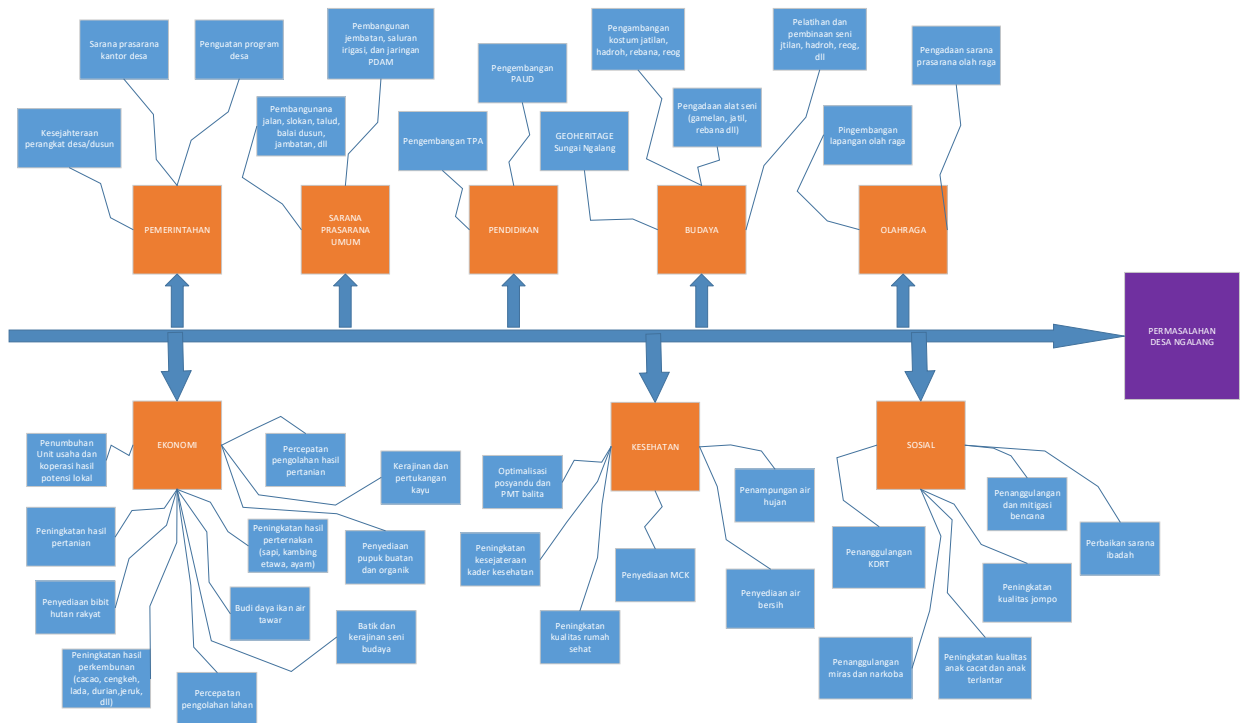 Sarana prasarana
kantor desa
Penguatan program
desa
Pembangunan
jembatan, saluran
irigasi, dan jaringan
PDAM
Kesejahteraan
perangkat desa/dusun
Pembangunana
jalan, slokan, talud,
balai dusun,
jambatan, dll
Pengembangan TPA
Pengembangan
PAUD
Pengambangan
kostum jatilan,
hadroh, rebana, reog
GEOHERITAGE
Sungai Ngalang
Pengadaan alat seni
(gamelan, jatil,
rebana dll)
Pelatihan dan
pembinaan seni
jtilan, hadroh, reog,
dll
Pengadaan sarana
prasarana olah raga
Pingembangan
lapangan olah raga
PEMERINTAHAN
SARANA
PRASARANA
UMUM
PENDIDIKAN
BUDAYA
OLAHRAGA
PERMASALAHAN
DESA NGALANG
EKONOMI
KESEHATAN
SOSIAL
Penumbuhan
Unit usaha dan
koperasi hasil
potensi lokal
Percepatan
pengolahan hasil
pertanian
Kerajinan dan
pertukangan
kayu
Peningkatan hasil
pertanian
Peningkatan hasil
perternakan
(sapi, kambing
etawa, ayam)
Penyediaan
pupuk buatan
dan organik
Penyediaan bibit
hutan rakyat
Budi daya ikan air
tawar
Batik dan
kerajinan seni
budaya
Peningkatan hasil
perkembunan
(cacao, cengkeh,
lada, durian,jeruk,
dll)
Percepatan
pengolahan lahan
Optimalisasi
posyandu dan
PMT balita
Penampungan air
hujan
Peningkatan
kesejateraan
kader kesehatan
Penyediaan MCK
Penyediaan air
bersih
Peningkatan
kualitas rumah
sehat
Penanggulangan
dan mitigasi
bencana
Perbaikan sarana
ibadah
Penanggulangan
KDRT
Peningkatan
kualitas jompo
Penanggulangan
miras dan narkoba
Peningkatan kualitas
anak cacat dan anak
terlantar